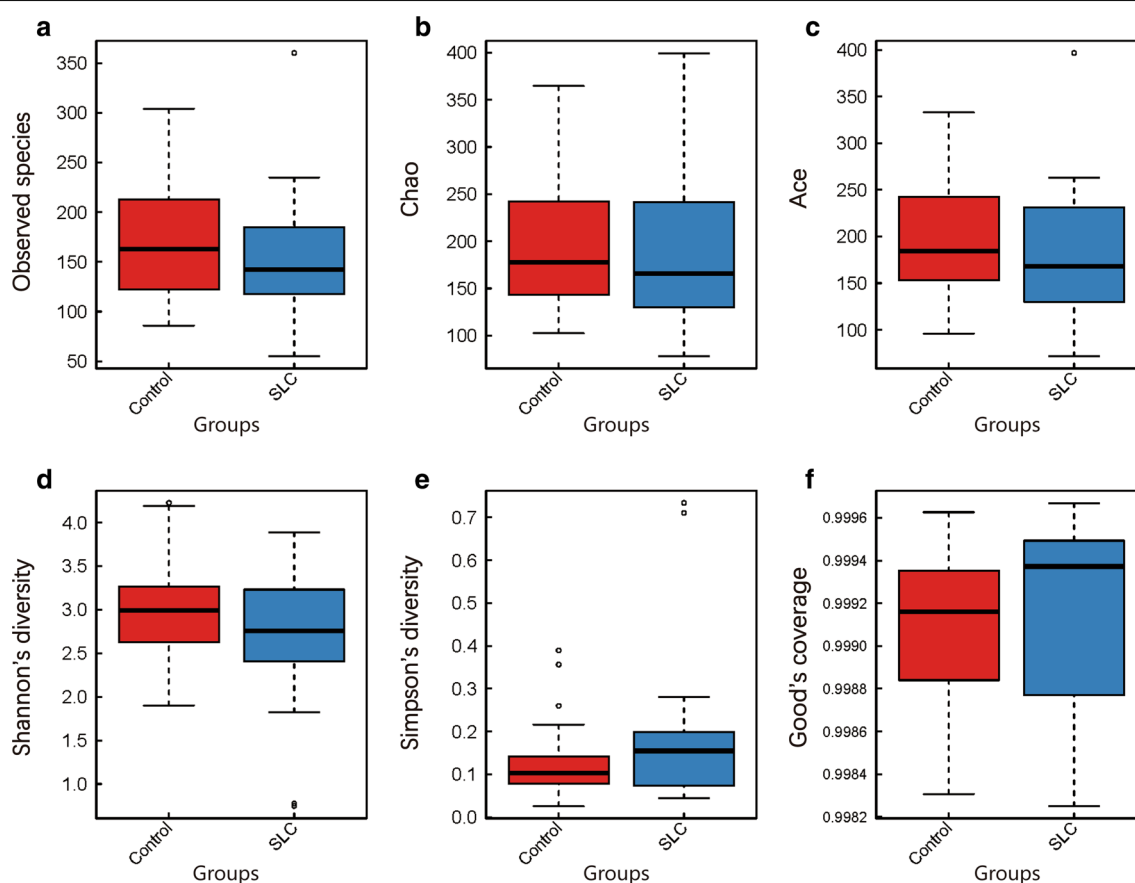 a
Observed species
350
300
250
200
150
100
50
Control
SLC
Groups
b
Chao
400
350
300
250
200
150
100
Control
SLC
Groups
c
Ace
400
350
300
250
200
150
100
Control
SLC
Groups
d
Shannon's diversity
4.0
3.5
3.0
2.5
2.0
1.5
1.0
Control
SLC
Groups
e
Simpson's diversity
0.7
0.6
0.5
0.4
0.3
0.2
0.1
0.0
Control
SLC
Groups
f
Good's coverage
0.9996
0.9994
0.9992
0.9990
0.9988
0.9986
0.9984
0.9982
Control
SLC
Groups